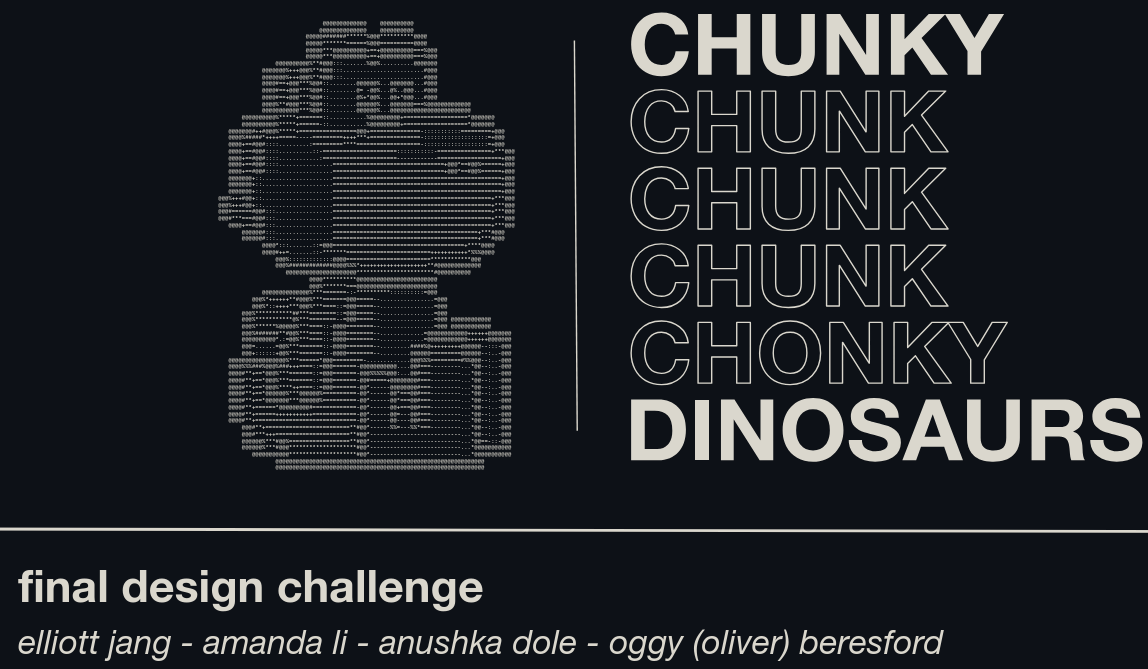 CHUNKY
CHUNK
CHUNK
CHUNK
CHONKY
DINOSAURS
final design challenge
elliott jang - amanda li - anushka dole - oggy (oliver) beresford